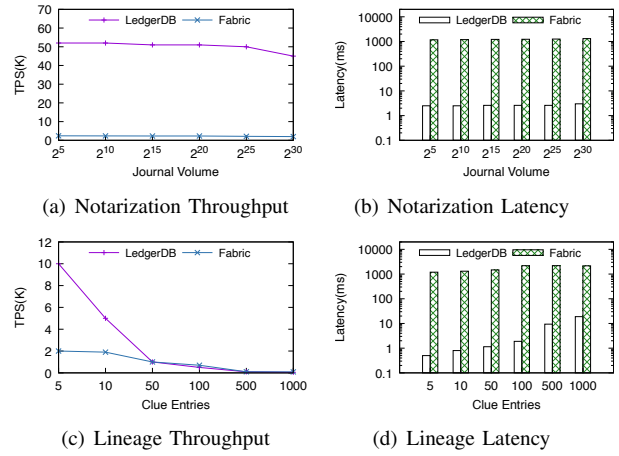 LedgerDB Fabric
TPS(K)
70
60
50
40
30
20
10
0
2^5 2^10 2^15 2^20 2^25 2^30
Journal Volume
(a) Notarization Throughput
LedgerDB Fabric
Latency(ms)
10000
1000
100
10
1
0.1
2^5 2^10 2^15 2^20 2^25 2^30
Journal Volume
(b) Notarization Latency
LedgerDB Fabric
TPS(K)
12
10
8
6
4
2
0
5 10 50 100 500 1000
Clue Entries
(c) Lineage Throughput
LedgerDB Fabric
Latency(ms)
10000
1000
100
10
1
0.1
5 10 50 100 500 1000
Clue Entries
(d) Lineage Latency